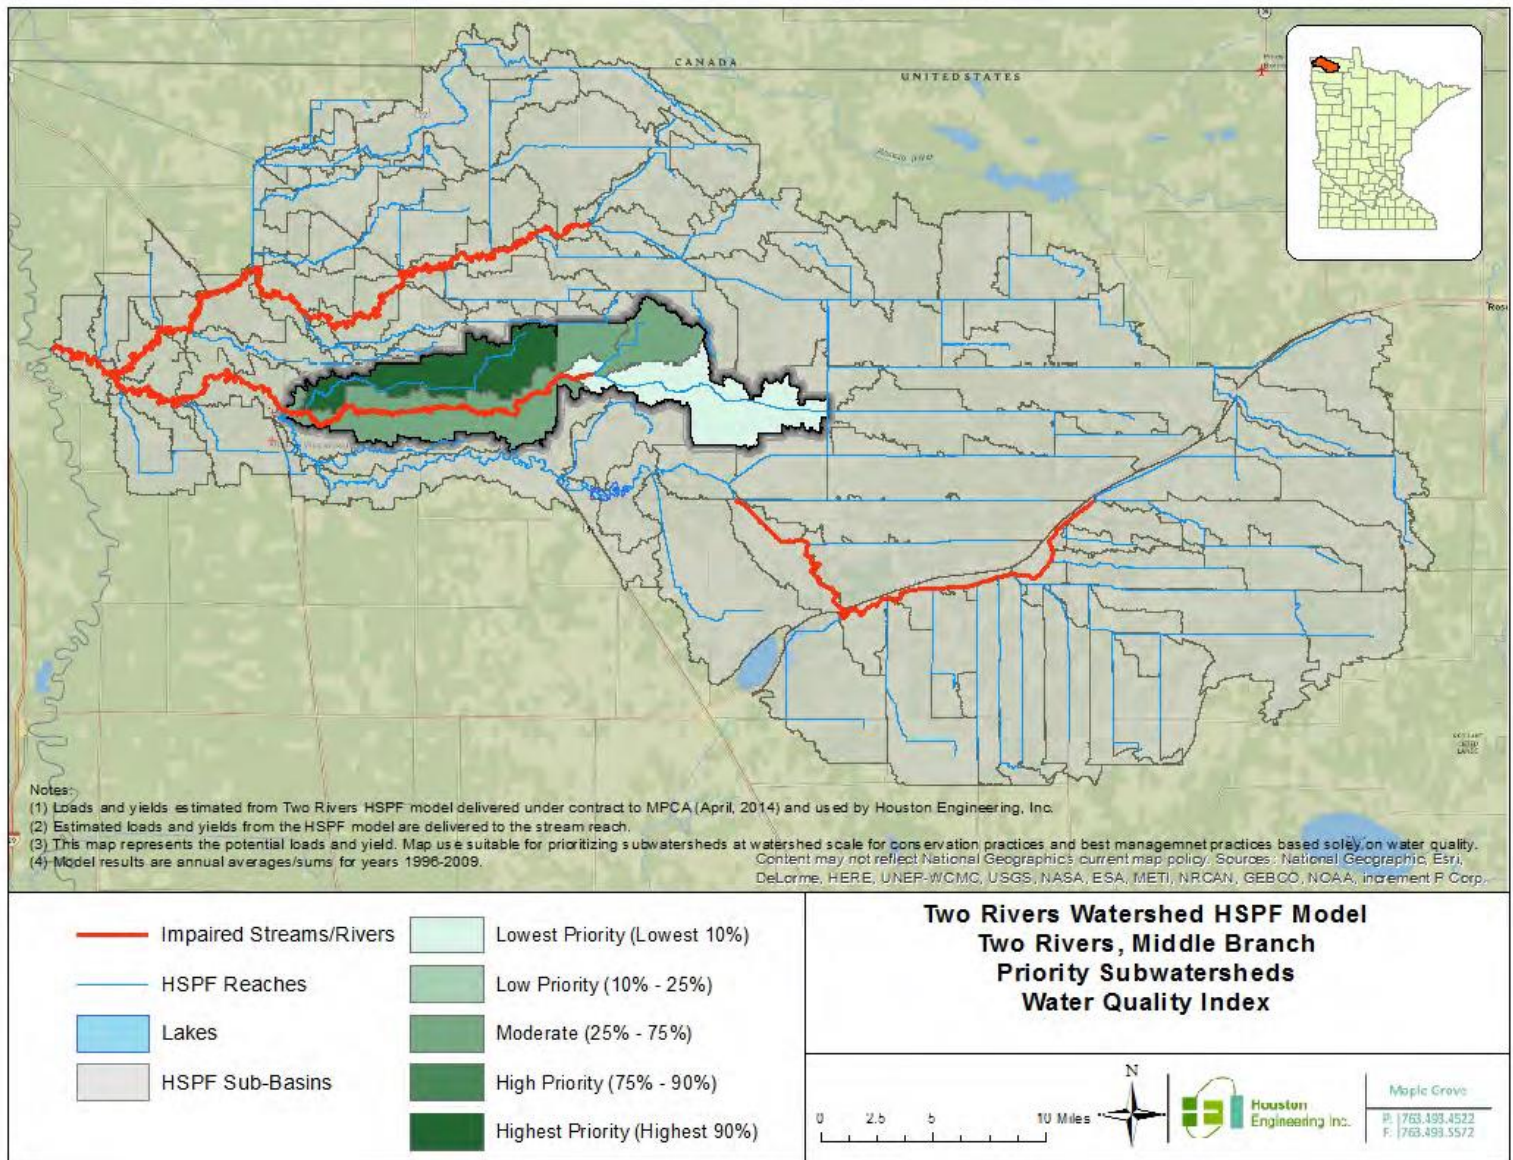 CANADA
UNITED STATES
Notes:
(1) Loads and yields estimated from Two Rivers HSPF model delivered under contract to MPCA (April, 2014) and used by Houston Engineering, Inc.
(2) Estimated loads and yields from the HSPF model are delivered to the stream reach.
(3) This map represents the potential loads and yield. Map use suitable for prioritizing subwatersheds at watershed scale for conservation practices and best managemnet practices based soley on water quality.
(4) Model results are annual averages/sums for years 1996-2009.
Content may not reflect National Geographic's current map policy. Sources: National Geographic, Esri,
DeLorme, HERE, UNEP-WCMC, USGS, NASA, ESA, METI, NRCAN, GEBCO, NOAA, increment P Corp.
Impaired Streams/Rivers
HSPF Reaches
Lakes
HSPF Sub-Basins
Lowest Priority (Lowest 10%)
Low Priority (10% - 25%)
Moderate (25% - 75%)
High Priority (75% - 90%)
Highest Priority (Highest 90%)
Two Rivers Watershed HSPF Model
Two Rivers, Middle Branch
Priority Subwatersheds
Water Quality Index
0 2.5 5 10 Miles
N
Houston
Engineering Inc.
Maple Grove
P: 763.493.4522
F: 763.493.5572